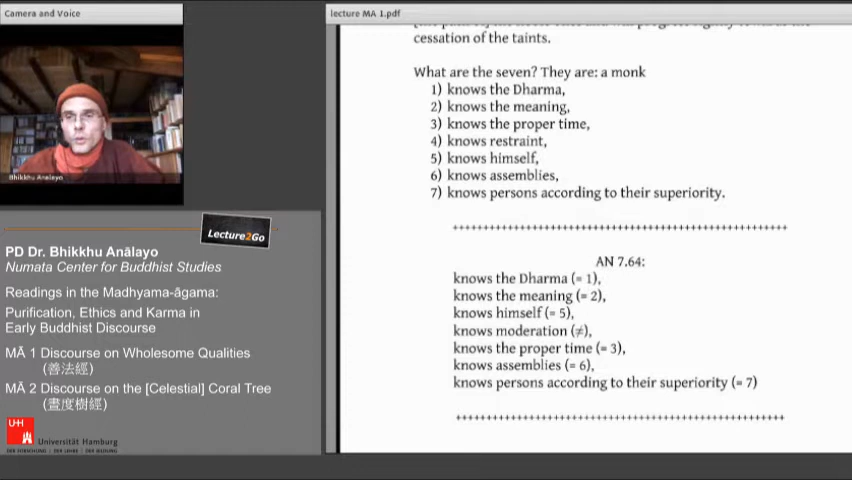 Camera and Voice
Bhikkhu Anālayo
Lecture2Go
PD Dr. Bhikkhu Anālayo
Numata Center for Buddhist Studies
Readings in the Madhyama-āgama:
Purification, Ethics and Karma in
Early Buddhist Discourse
MĀ 1 Discourse on Wholesome Qualities
(善法經)
MĀ 2 Discourse on the [Celestial] Coral Tree
(晝度樹經)
UH
Universität Hamburg
DER FORSCHUNG | DER LEHRE | DER BILDUNG
lecture MA 1.pdf
cessation of the taints.
What are the seven? They are: a monk
1) knows the Dharma,
2) knows the meaning,
3) knows the proper time,
4) knows restraint,
5) knows himself,
6) knows assemblies,
7) knows persons according to their superiority.
AN 7.64:
knows the Dharma (= 1),
knows the meaning (= 2),
knows himself (= 5),
knows moderation (≠),
knows the proper time (= 3),
knows assemblies (= 6),
knows persons according to their superiority (= 7)